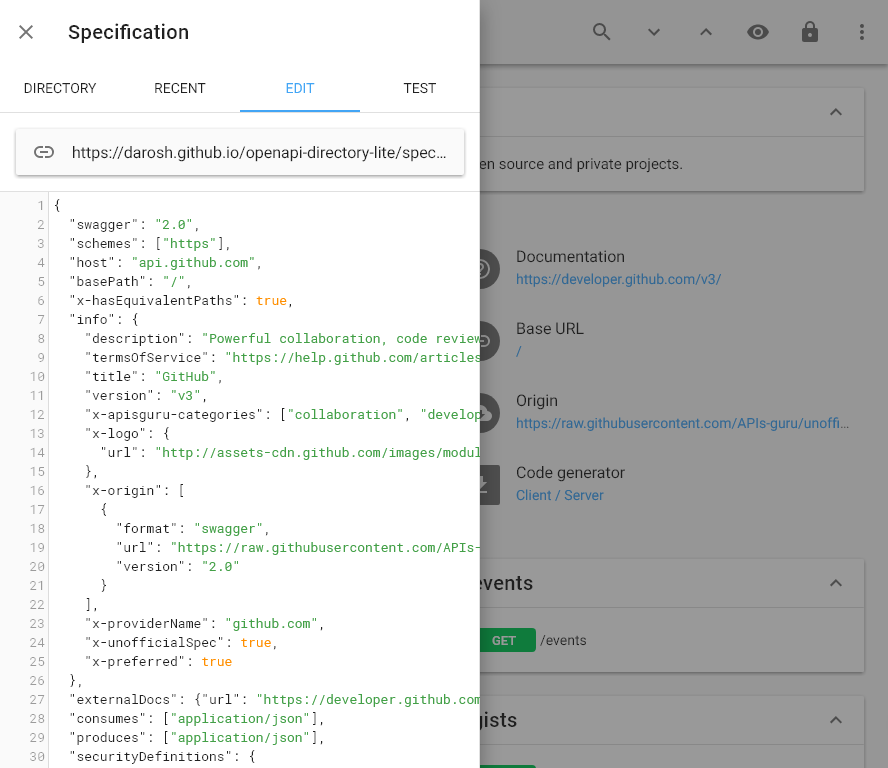 Specification
DIRECTORY
RECENT
EDIT
TEST
https://darosh.github.io/openapi-directory-lite/spec...
1 {
2 "swagger": "2.0",
3 "schemes": ["https"],
4 "host": "api.github.com",
5 "basePath": "/",
6 "x-hasEquivalentPaths": true,
7 "info": {
8 "description": "Powerful collaboration, code review
9 "termsOfService": "https://help.github.com/articles
10 "title": "GitHub",
11 "version": "v3",
12 "x-apisguru-categories": ["collaboration", "develop
13 "x-logo": {
14 "url": "http://assets-cdn.github.com/images/modul
15 },
16 "x-origin": [
17 {
18 "format": "swagger",
19 "url": "https://raw.githubusercontent.com/APIs-
20 "version": "2.0"
21 }
22 ],
23 "x-providerName": "github.com",
24 "x-unofficialSpec": true,
25 "x-preferred": true
26 },
27 "externalDocs": {"url": "https://developer.github.com
28 "consumes": ["application/json"],
29 "produces": ["application/json"],
30 "securityDefinitions": {
en source and private projects.
Documentation
https://developer.github.com/v3/
Base URL
/
Origin
https://raw.githubusercontent.com/APIs-guru/unoffi...
Code generator
Client / Server
events
GET /events
gists